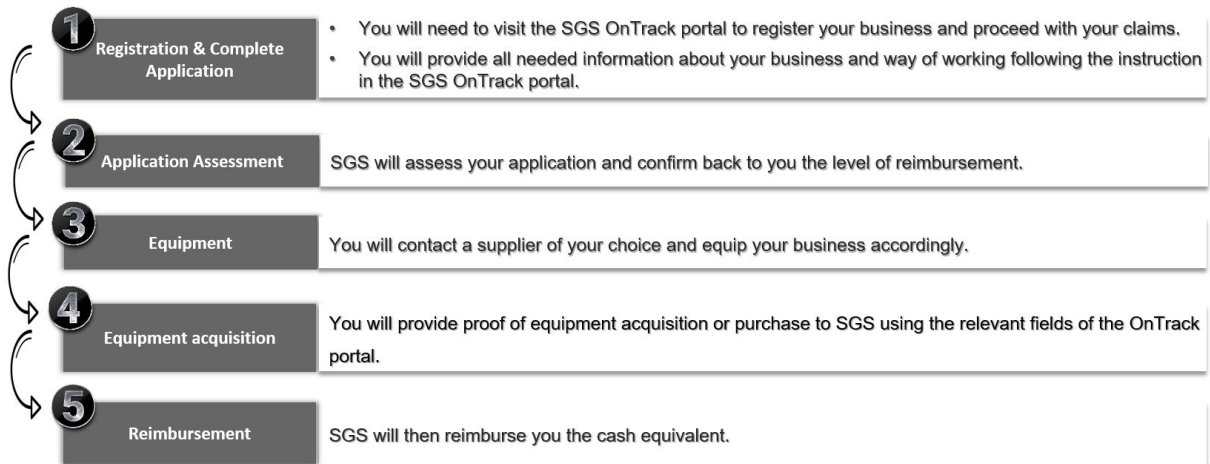 1
Registration & Complete
Application
• You will need to visit the SGS OnTrack portal to register your business and proceed with your claims.
• You will provide all needed information about your business and way of working following the instruction
in the SGS OnTrack portal.
2
Application Assessment
SGS will assess your application and confirm back to you the level of reimbursement.
3
Equipment
You will contact a supplier of your choice and equip your business accordingly.
4
Equipment acquisition
You will provide proof of equipment acquisition or purchase to SGS using the relevant fields of the OnTrack
portal.
5
Reimbursement
SGS will then reimburse you the cash equivalent.